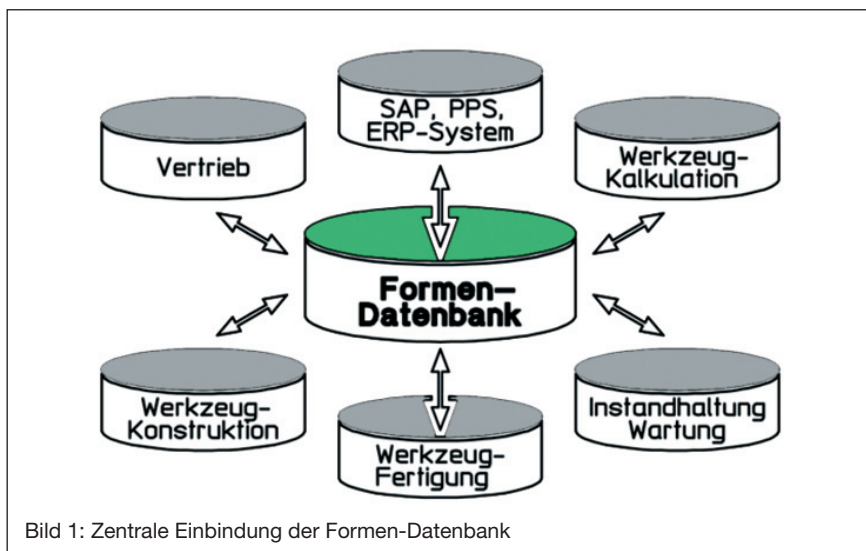 SAP, PPS,
ERP-System
Vertrieb
Werkzeug-
Kalkulation
Formen-
Datenbank
Werkzeug-
Konstruktion
Werkzeug-
Fertigung
Instandhaltung
Wartung
Bild 1: Zentrale Einbindung der Formen-Datenbank